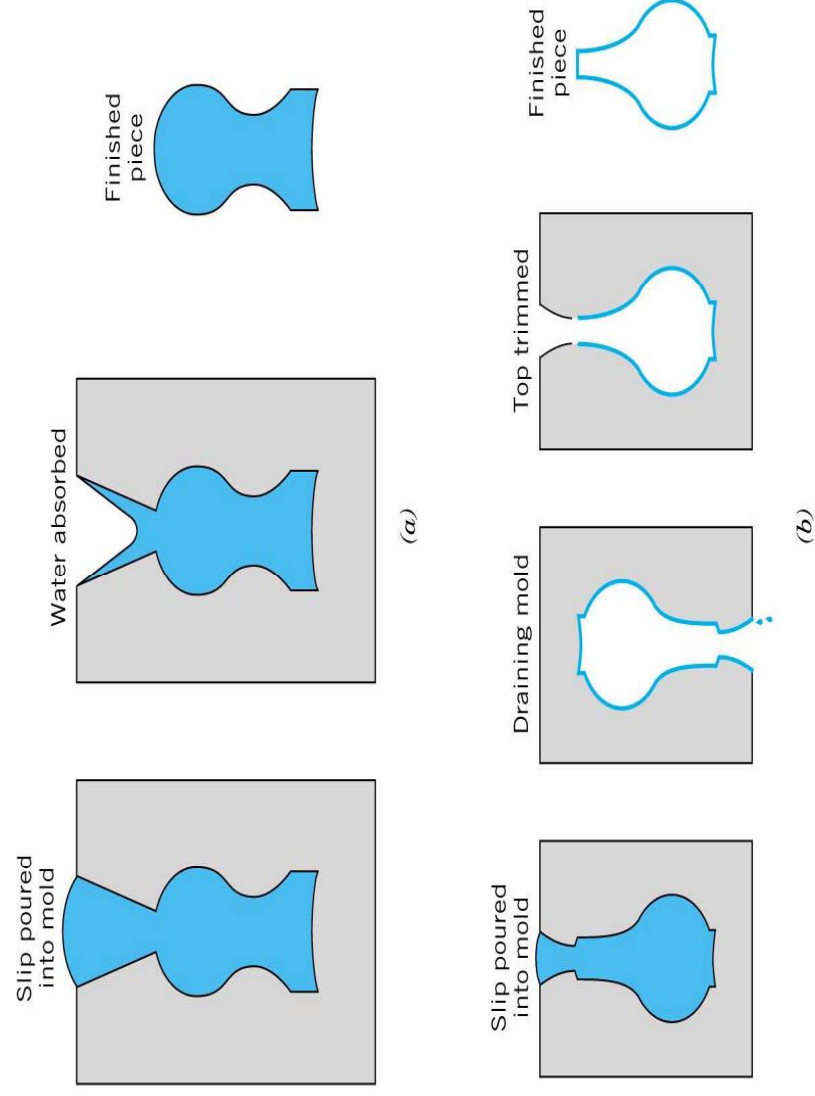 Slip poured
into mold
Water absorbed
Finished
piece
(a)
Slip poured
into mold
Draining mold
Top trimmed
Finished
piece
(b)